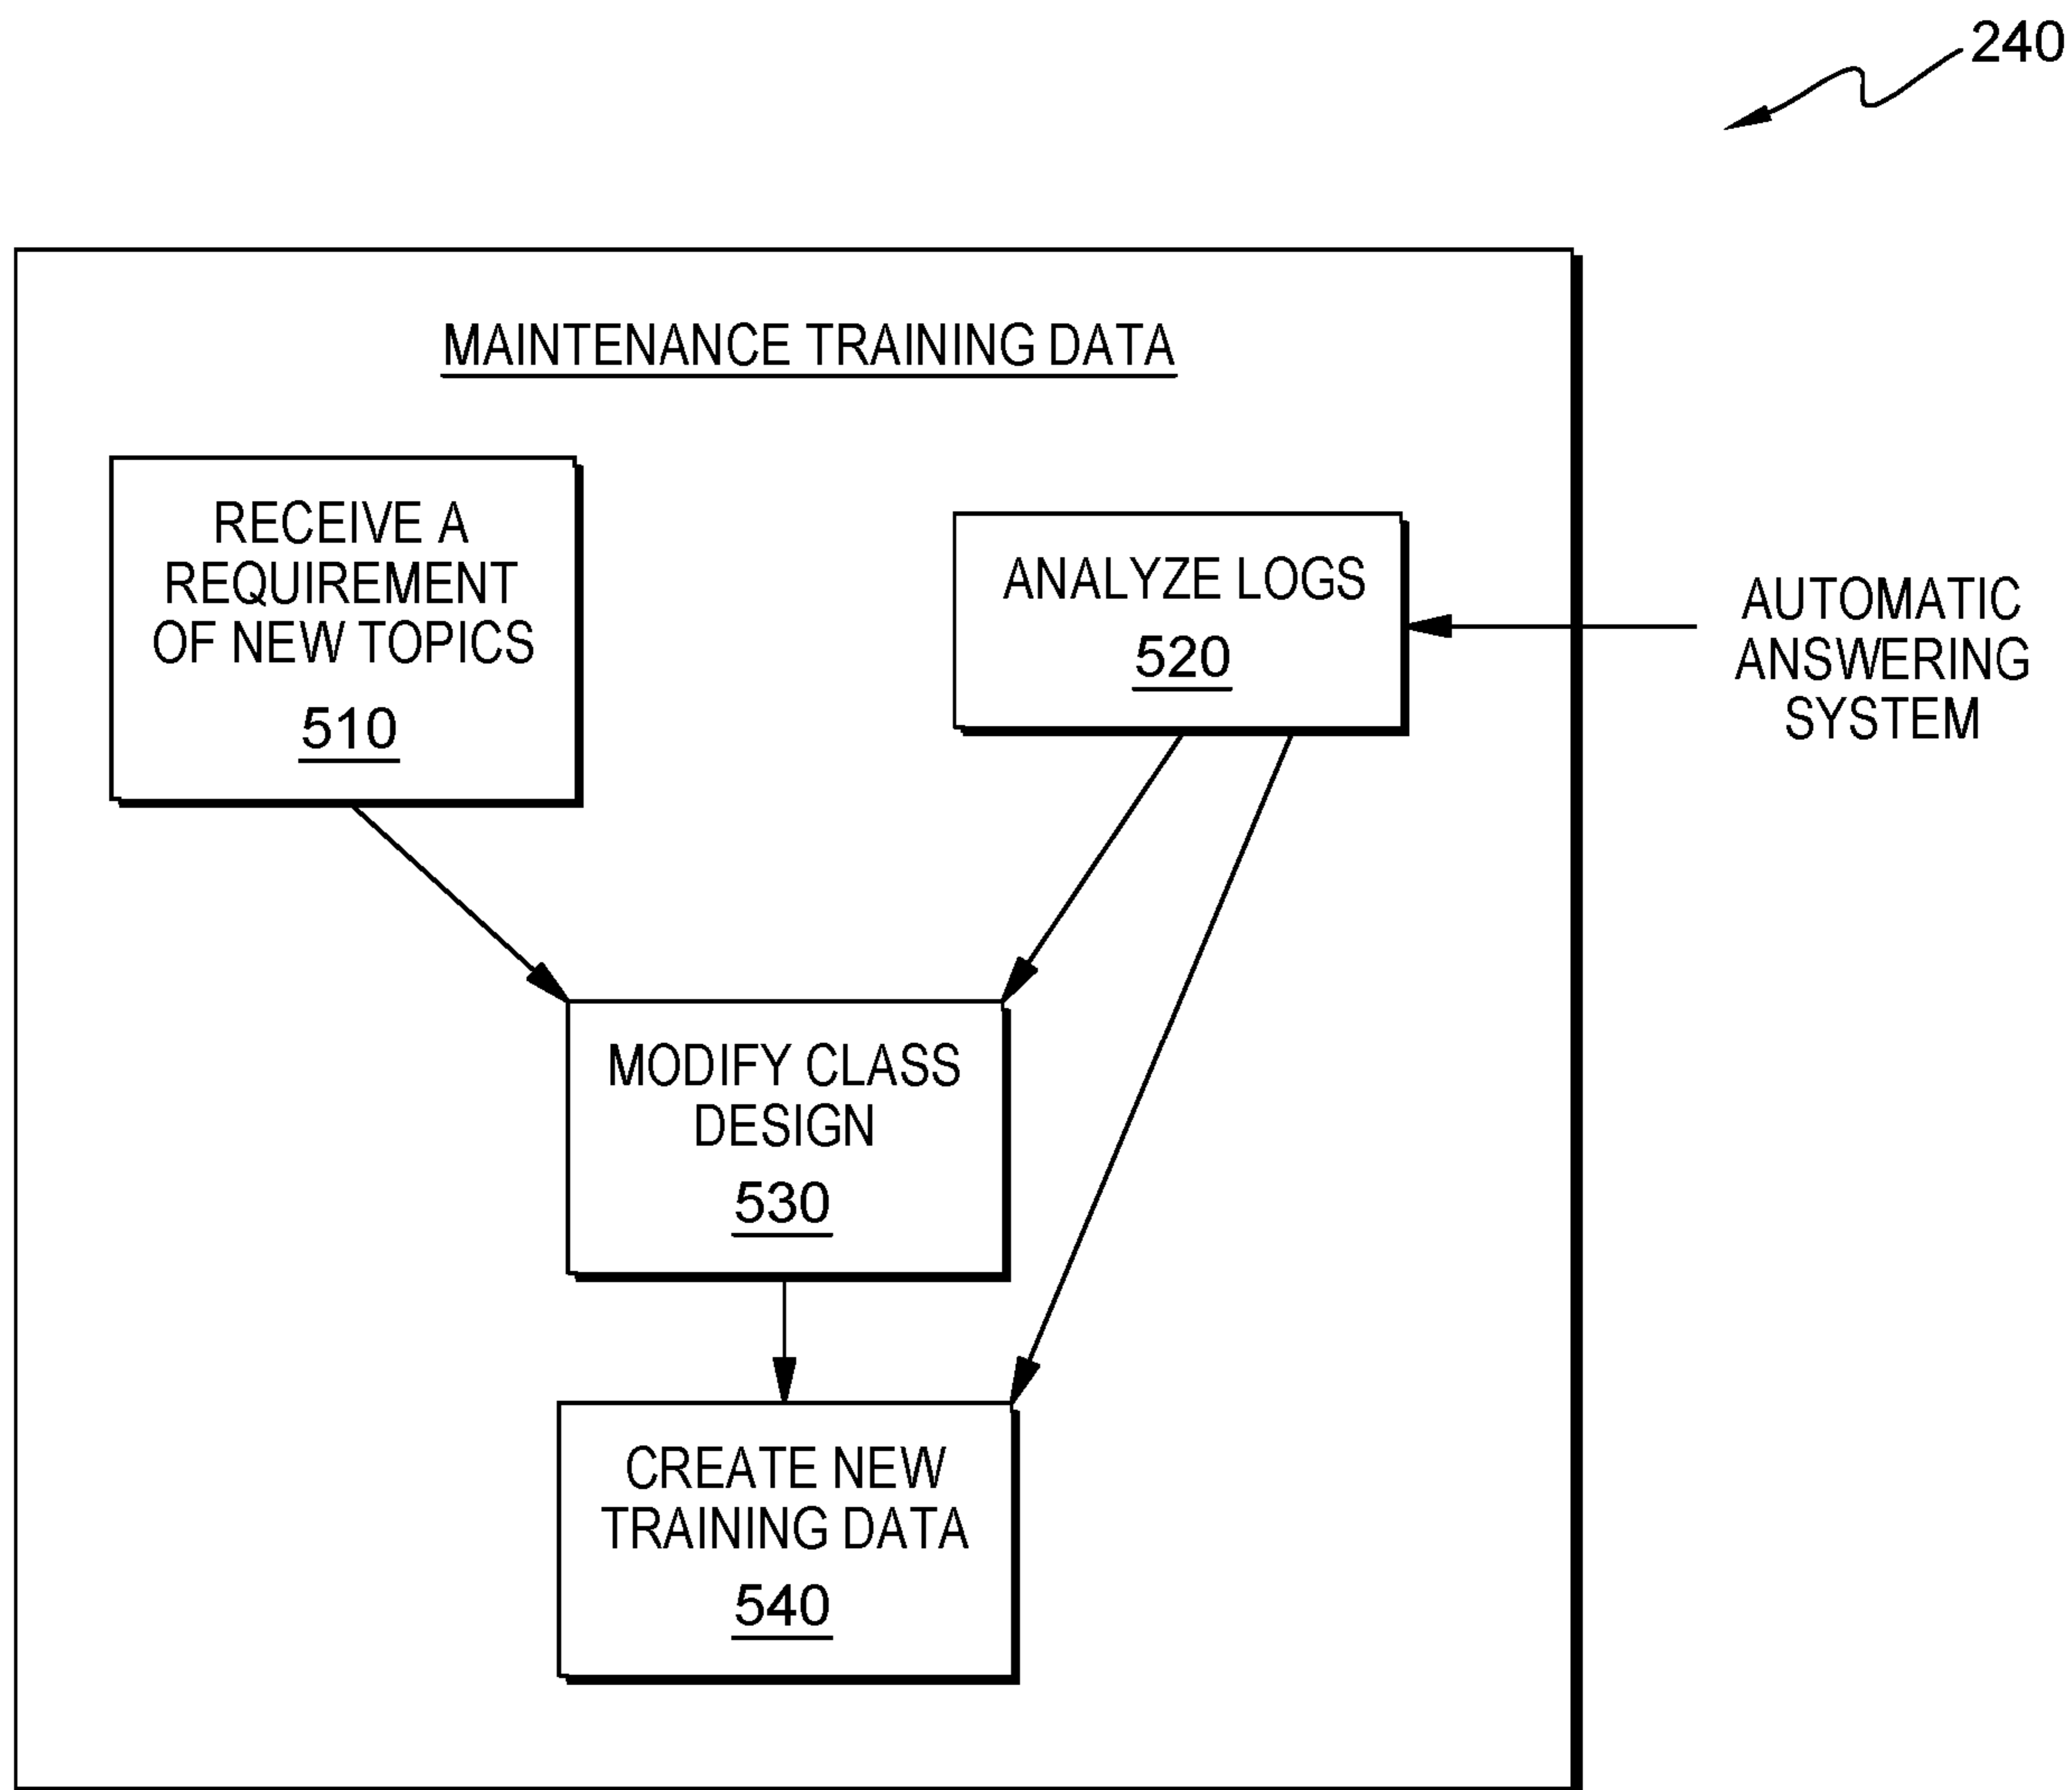 240
MAINTENANCE TRAINING DATA
RECEIVE A
REQUIREMENT
OF NEW TOPICS
510
ANALYZE LOGS
520
AUTOMATIC
ANSWERING
SYSTEM
MODIFY CLASS
DESIGN
530
CREATE NEW
TRAINING DATA
540